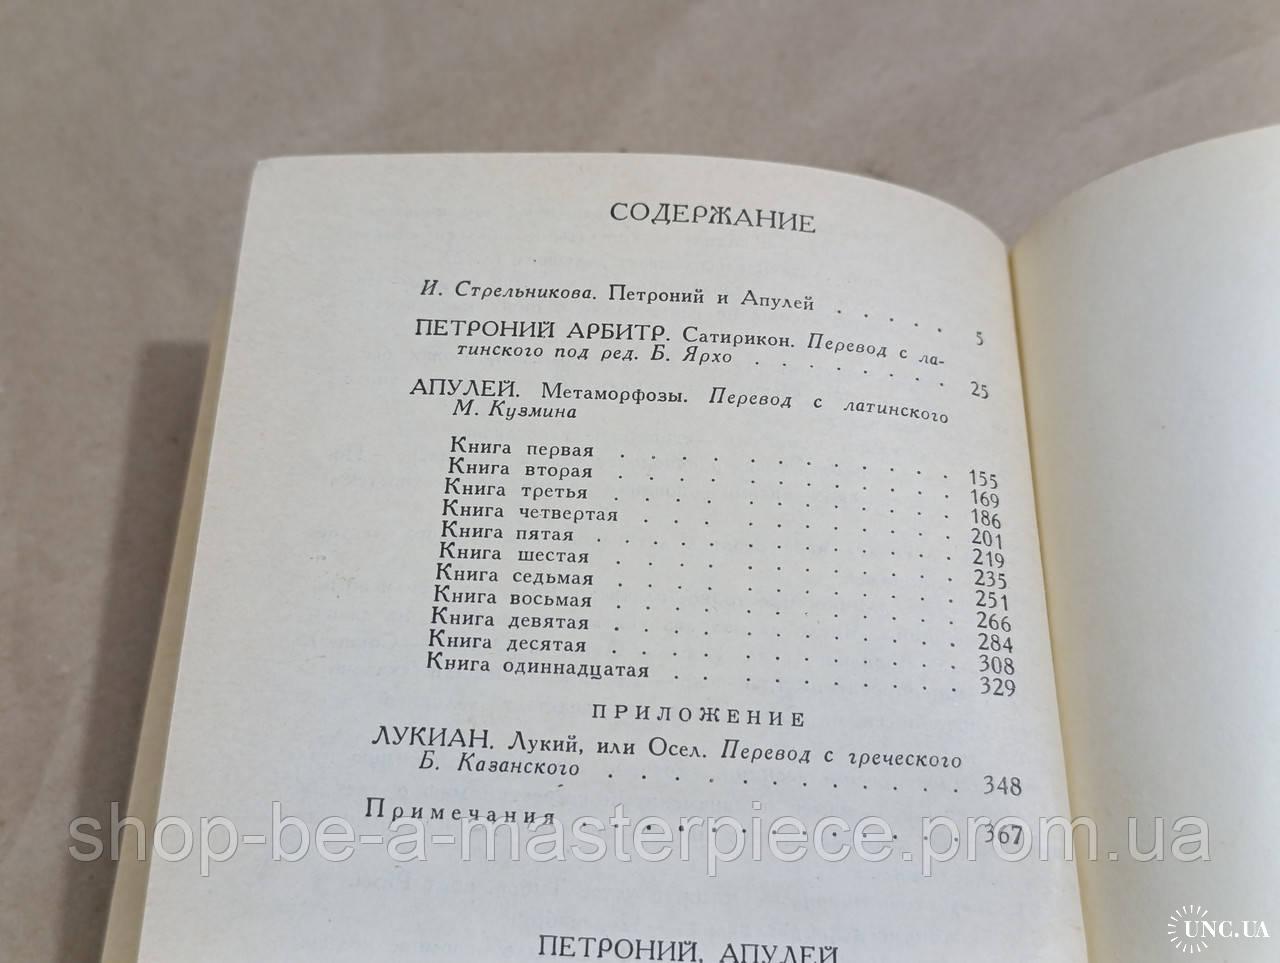 СОДЕРЖАНИЕ
И. Стрельникова. Петроний и Апулей . . . . . 5
ПЕТРОНИЙ АРБИТР. Сатирикон. Перевод с ла-
тинского под ред. Б. Ярхо . . . . . . . . 25
АПУЛЕЙ. Метаморфозы. Перевод с латинского
М. Кузмина
Книга первая . . . . . . . . . . . 155
Книга вторая . . . . . . . . . . . 169
Книга третья . . . . . . . . . . . 186
Книга четвертая . . . . . . . . . . 201
Книга пятая . . . . . . . . . . . 219
Книга шестая . . . . . . . . . . . 235
Книга седьмая . . . . . . . . . . . 251
Книга восьмая . . . . . . . . . . . 266
Книга девятая . . . . . . . . . . . 284
Книга десятая . . . . . . . . . . . 308
Книга одиннадцатая . . . . . . . . . 329
ПРИЛОЖЕНИЕ
ЛУКИАН. Лукий, или Осел. Перевод с греческого
Б. Казанского . . . . . . . . . . . 348
Примечания . . . . . . . . . . . . 367
shop-be-a-masterpiece.prom.ua
ПЕТРОНИЙ, АПУЛЕЙ
UNC.UA